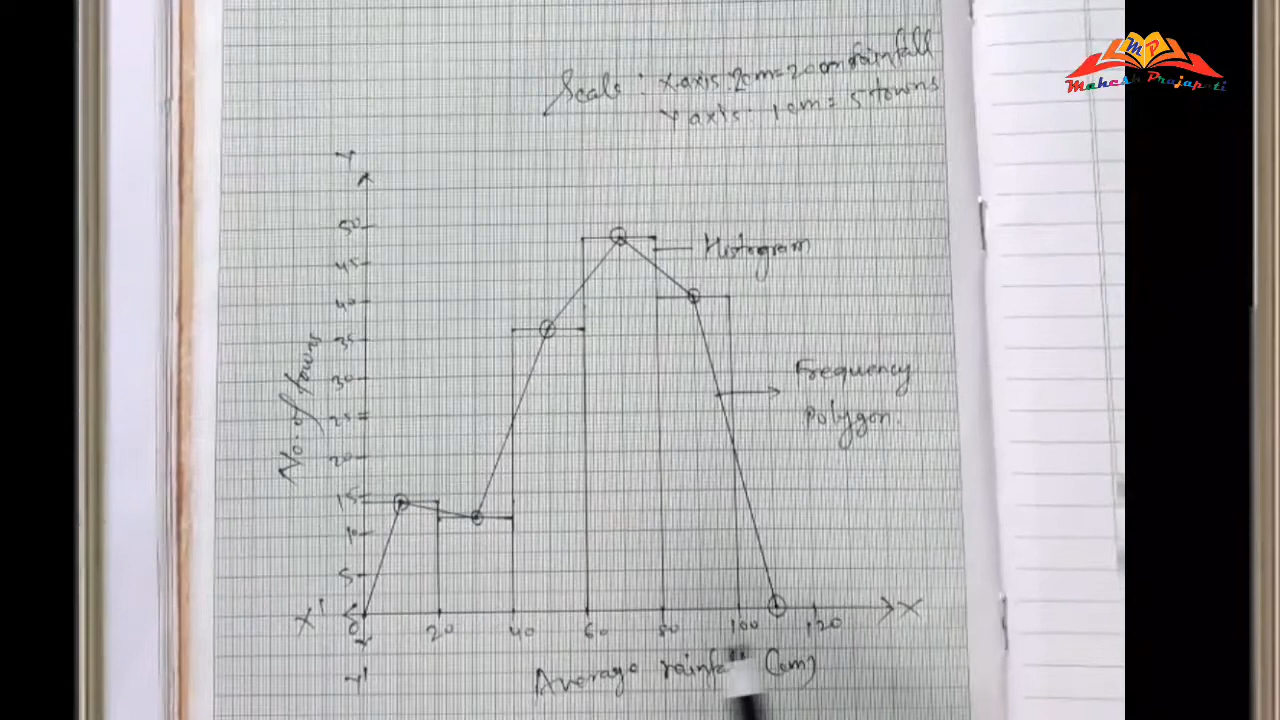 MP
Mahesh Prajapati
Scale : X axis: 2cm = 20cm rainfall
Y axis: 1cm = 5 towns
Y
50
45
40
35
30
25
20
15
10
5
No. of towns
Histogram
Frequency
polygon.
X'
0
20
40
60
80
100
120
X
Y'
Average rainfall (cm)